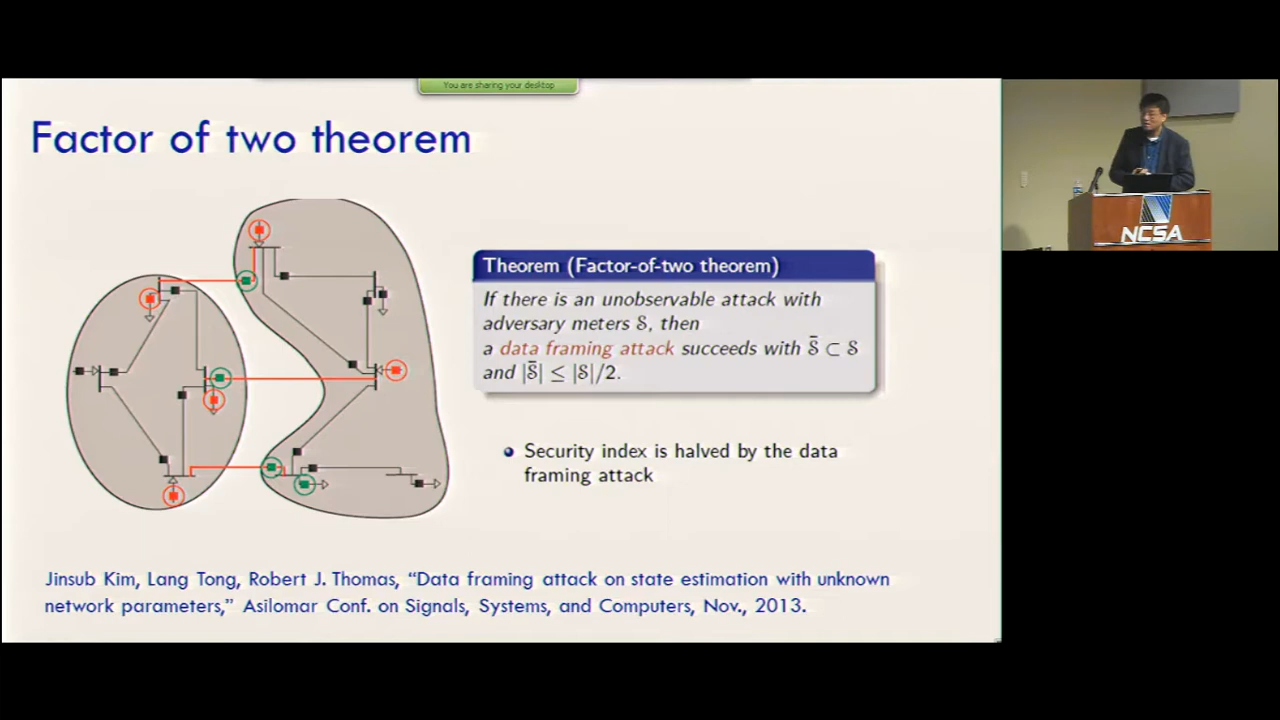 You are sharing your desktop
Factor of two theorem
Theorem (Factor-of-two theorem)
If there is an unobservable attack with
adversary meters 𝒮, then
a data framing attack succeeds with 𝒮̄ ⊂ 𝒮
and |𝒮̄| ≤ |𝒮|/2.
Security index is halved by the data
framing attack
Jinsub Kim, Lang Tong, Robert J. Thomas, “Data framing attack on state estimation with unknown
network parameters,” Asilomar Conf. on Signals, Systems, and Computers, Nov., 2013.
NCSA